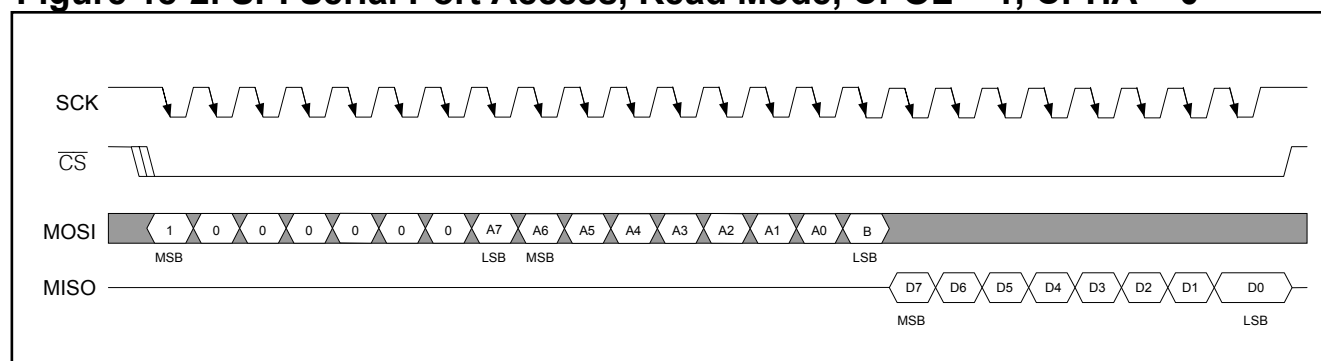 Figure 18-2. SPI Serial Port Access, Read Mode, CPOL = 1, CPHA = 0
SCK
CS
MOSI 1 0 0 0 0 0 0 A7 A6 A5 A4 A3 A2 A1 A0 B
MSB LSB MSB LSB
MISO D7 D6 D5 D4 D3 D2 D1 D0
MSB LSB